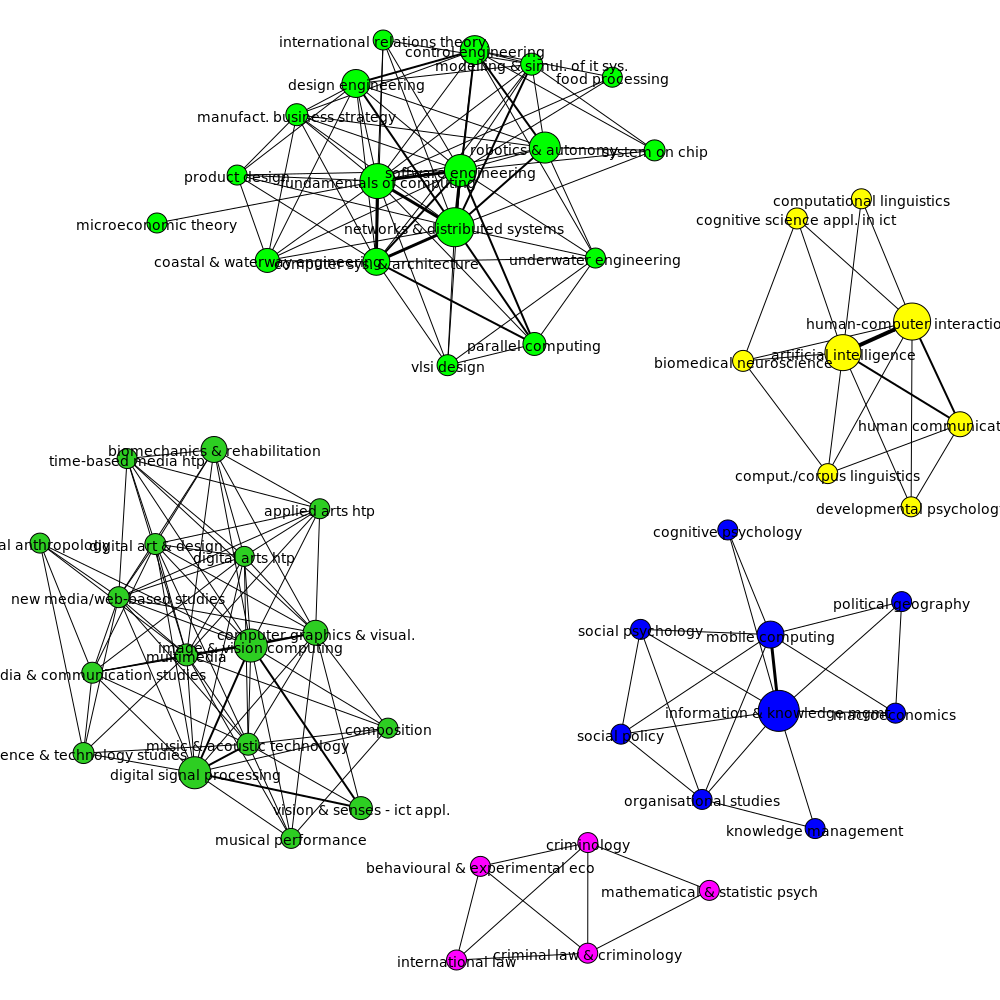 international relations theory
control engineering
modelling & simul. of it sys.
food processing
design engineering
manufact. business strategy
robotics & autonomy
system on chip
software engineering
product design
fundamentals of computing
microeconomic theory
networks & distributed systems
coastal & waterway engineering
computer sys. & architecture
underwater engineering
parallel computing
vlsi design
computational linguistics
cognitive science appl. in ict
human-computer interactio
artificial intelligence
biomedical neuroscience
human communicat
comput./corpus linguistics
developmental psychology
biomechanics & rehabilitation
time-based media htp
applied arts htp
al anthropology
digital art & design
digital arts htp
new media/web-based studies
computer graphics & visual.
image & vision computing
multimedia
dia & communication studies
composition
music & acoustic technology
ence & technology studies
digital signal processing
vision & senses - ict appl.
musical performance
cognitive psychology
political geography
social psychology
mobile computing
information & knowledge mgmt
macroeconomics
social policy
organisational studies
knowledge management
criminology
behavioural & experimental eco
mathematical & statistic psych
criminal law & criminology
international law